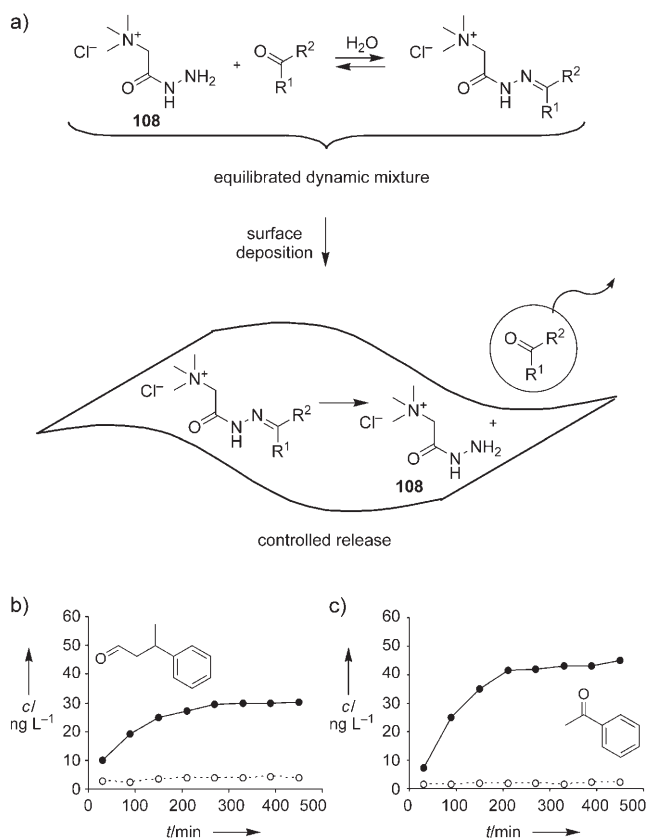 a)
Cl⁻ N⁺ O N H NH₂ + O R² R¹ H₂O Cl⁻ N⁺ O N H N R² R¹
108
equilibrated dynamic mixture
surface
deposition
O R² R¹
Cl⁻ N⁺ O N H N R² R¹ + Cl⁻ N⁺ O N H NH₂
108
controlled release
b)
60
50
40
30
20
10
0
c/
ng L⁻¹
O
0 100 200 300 400 500
t/min
c)
60
50
40
30
20
10
0
c/
ng L⁻¹
O
0 100 200 300 400 500
t/min